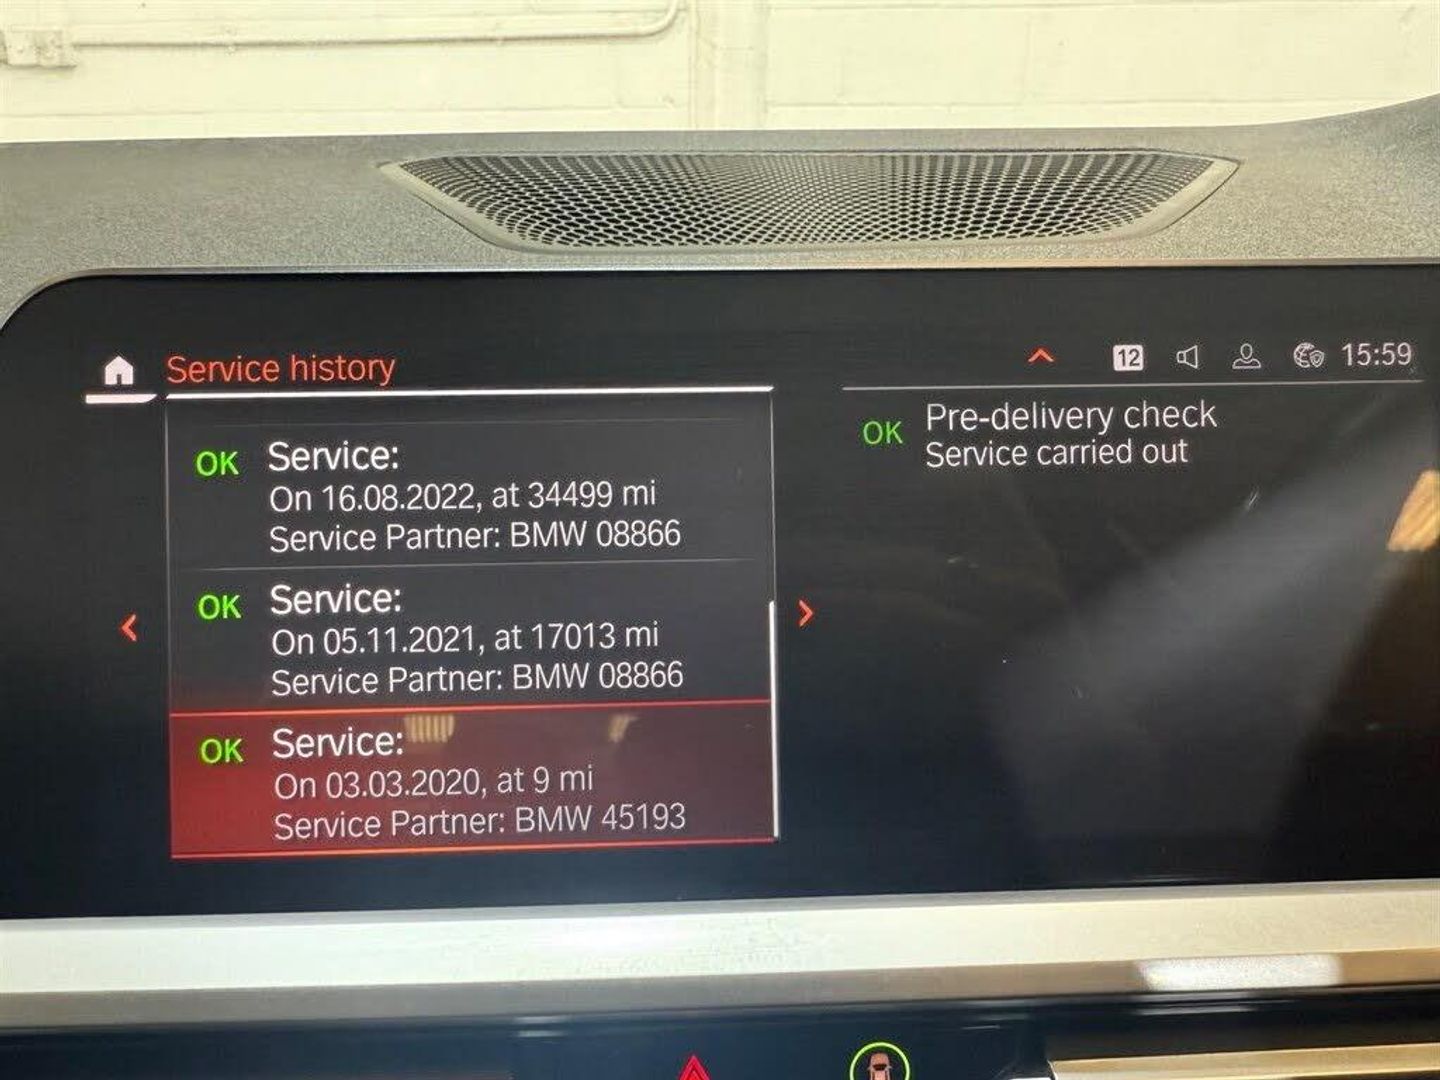 Service history
12
15:59
OK Service:
On 16.08.2022, at 34499 mi
Service Partner: BMW 08866
OK Service:
On 05.11.2021, at 17013 mi
Service Partner: BMW 08866
OK Service:
On 03.03.2020, at 9 mi
Service Partner: BMW 45193
OK Pre-delivery check
Service carried out